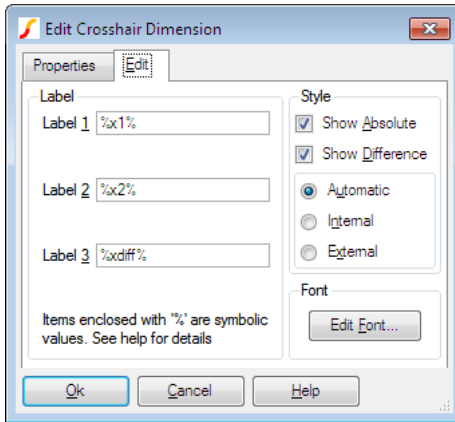 Edit Crosshair Dimension
Properties
Edit
Label
Label 1 %x1%
Label 2 %x2%
Label 3 %xdiff%
Items enclosed with '%' are symbolic
values. See help for details
Style
Show Absolute
Show Difference
Automatic
Internal
External
Font
Edit Font...
Ok
Cancel
Help